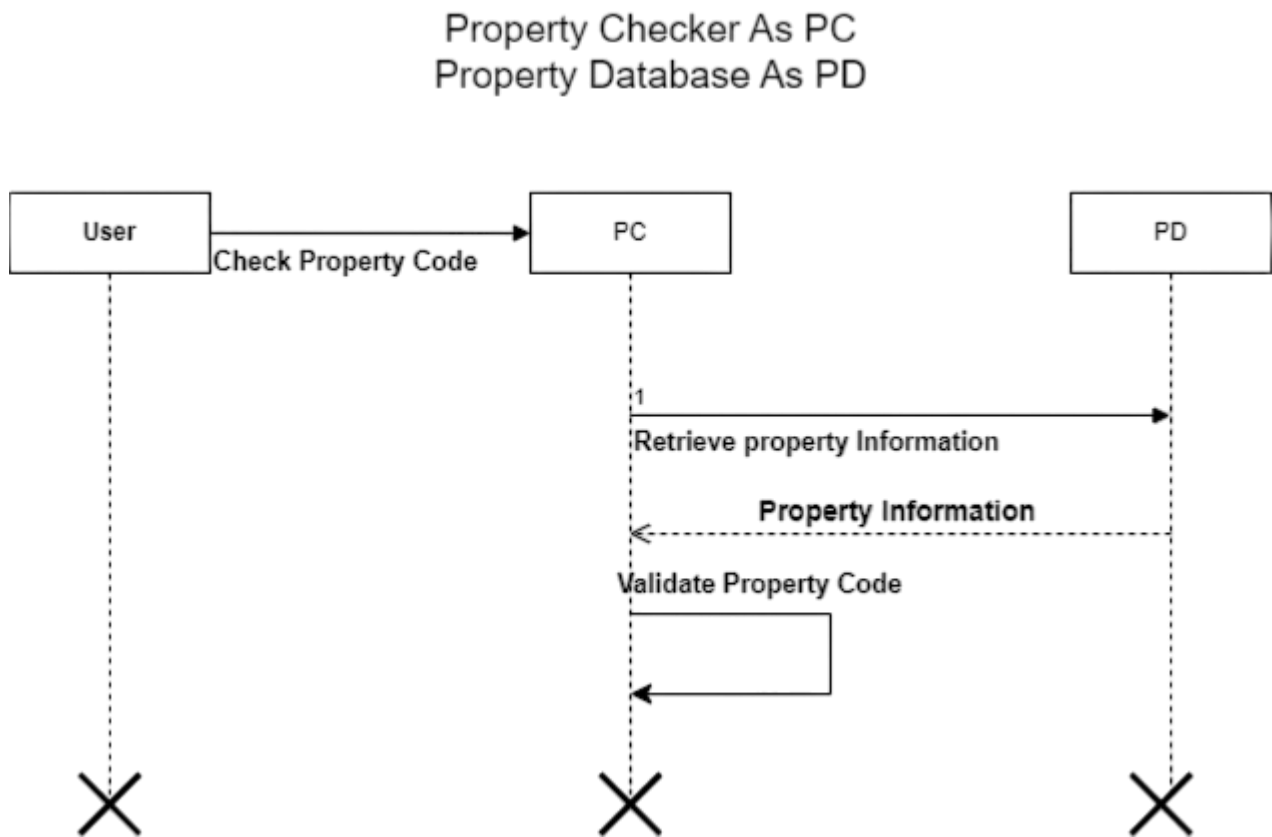 Property Checker As PC
Property Database As PD
User
PC
PD
Check Property Code
1
Retrieve property Information
Property Information
Validate Property Code